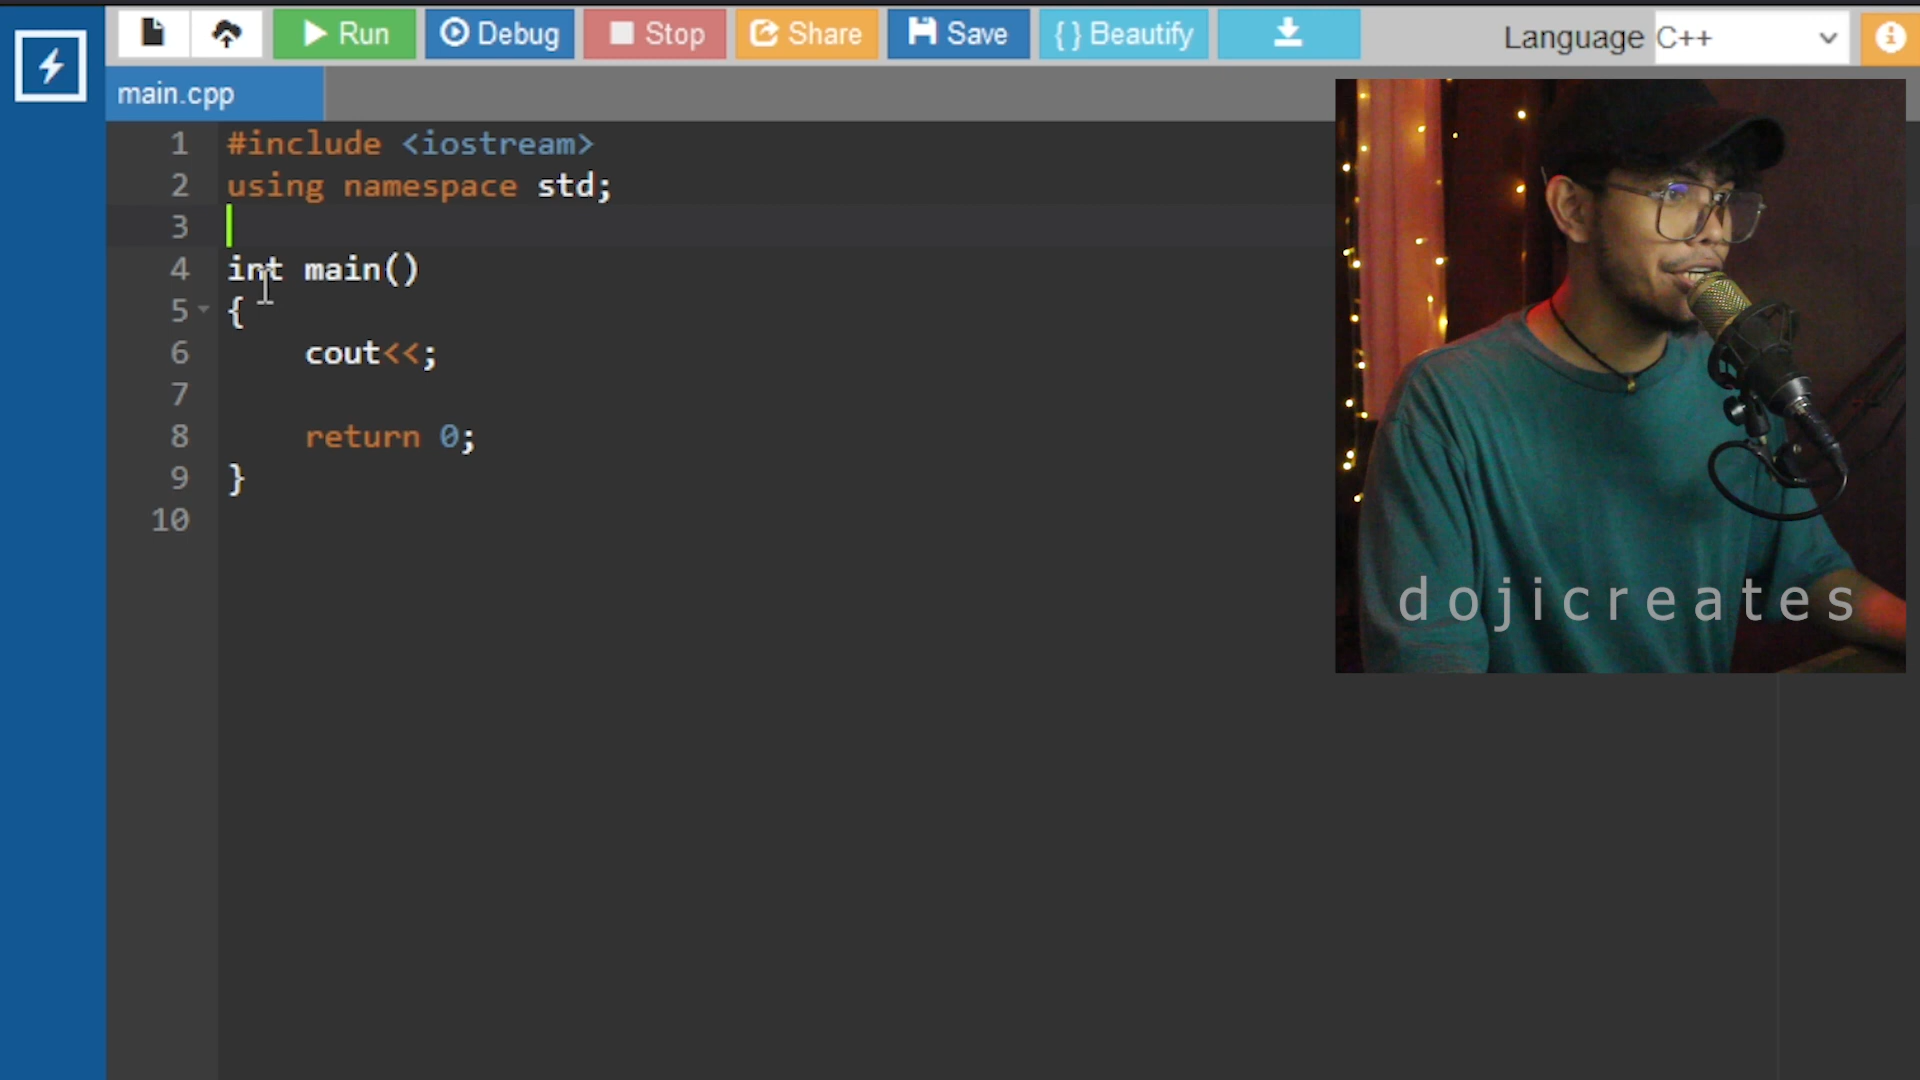 Run Debug Stop Share Save { } Beautify Language C++
main.cpp
1 #include <iostream>
2 using namespace std;
3
4 int main()
5 {
6 cout<<;
7
8 return 0;
9 }
10
dojicreates